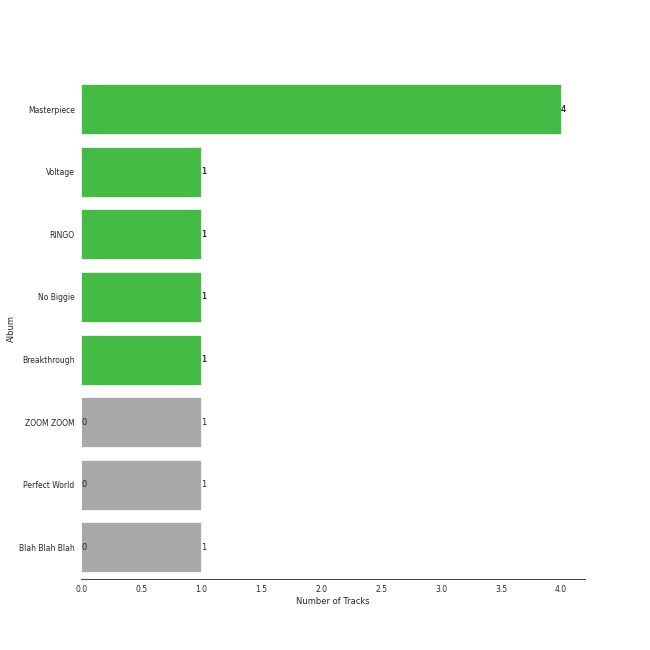 Masterpiece 4
Voltage 1
RINGO 1
No Biggie 1
Breakthrough 1
ZOOM ZOOM 0 1
Perfect World 0 1
Blah Blah Blah 0 1
Album
0.0 0.5 1.0 1.5 2.0 2.5 3.0 3.5 4.0
Number of Tracks